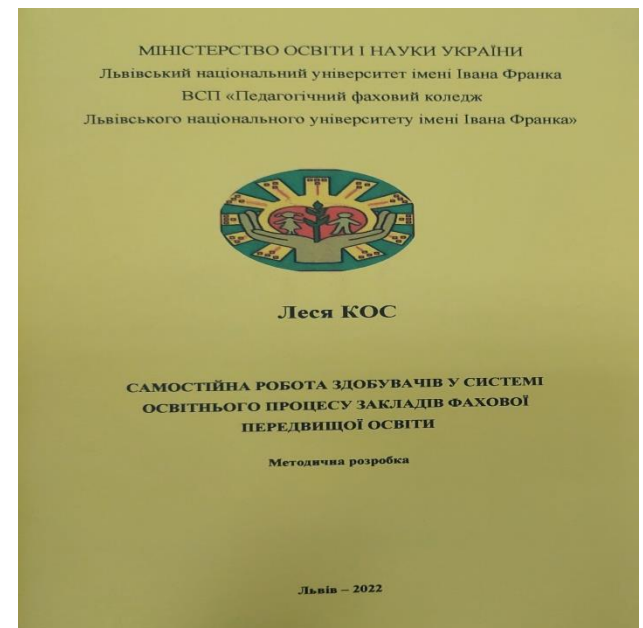 МІНІСТЕРСТВО ОСВІТИ І НАУКИ УКРАЇНИ
Львівський національний університет імені Івана Франка
ВСП «Педагогічний фаховий коледж
Львівського національного університету імені Івана Франка»
Леся КОС
САМОСТІЙНА РОБОТА ЗДОБУВАЧІВ У СИСТЕМІ
ОСВІТНЬОГО ПРОЦЕСУ ЗАКЛАДІВ ФАХОВОЇ
ПЕРЕДВИЩОЇ ОСВІТИ
Методична розробка
Львів – 2022